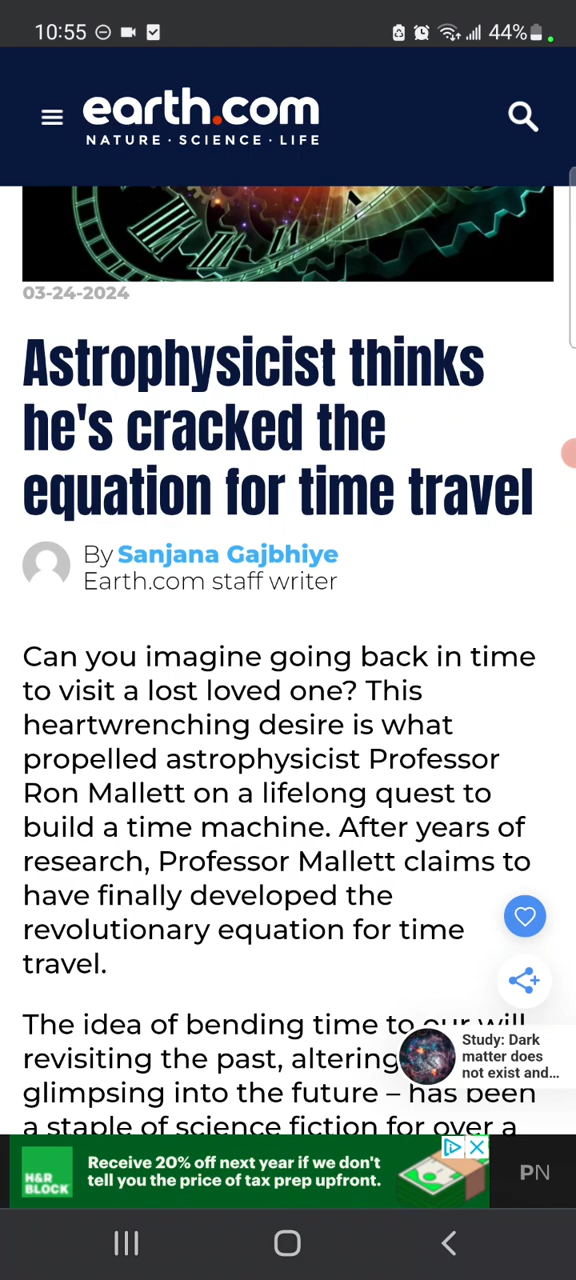 10:55
44%
earth.com
NATURE · SCIENCE · LIFE
03-24-2024
Astrophysicist thinks
he's cracked the
equation for time travel
By Sanjana Gajbhiye
Earth.com staff writer
Can you imagine going back in time
to visit a lost loved one? This
heartwrenching desire is what
propelled astrophysicist Professor
Ron Mallett on a lifelong quest to
build a time machine. After years of
research, Professor Mallett claims to
have finally developed the
revolutionary equation for time
travel.
The idea of bending time to our will,
revisiting the past, altering
glimpsing into the future – has been
a staple of science fiction for over a
Study: Dark
matter does
not exist and...
H&R
BLOCK
Receive 20% off next year if we don't
tell you the price of tax prep upfront.
PN